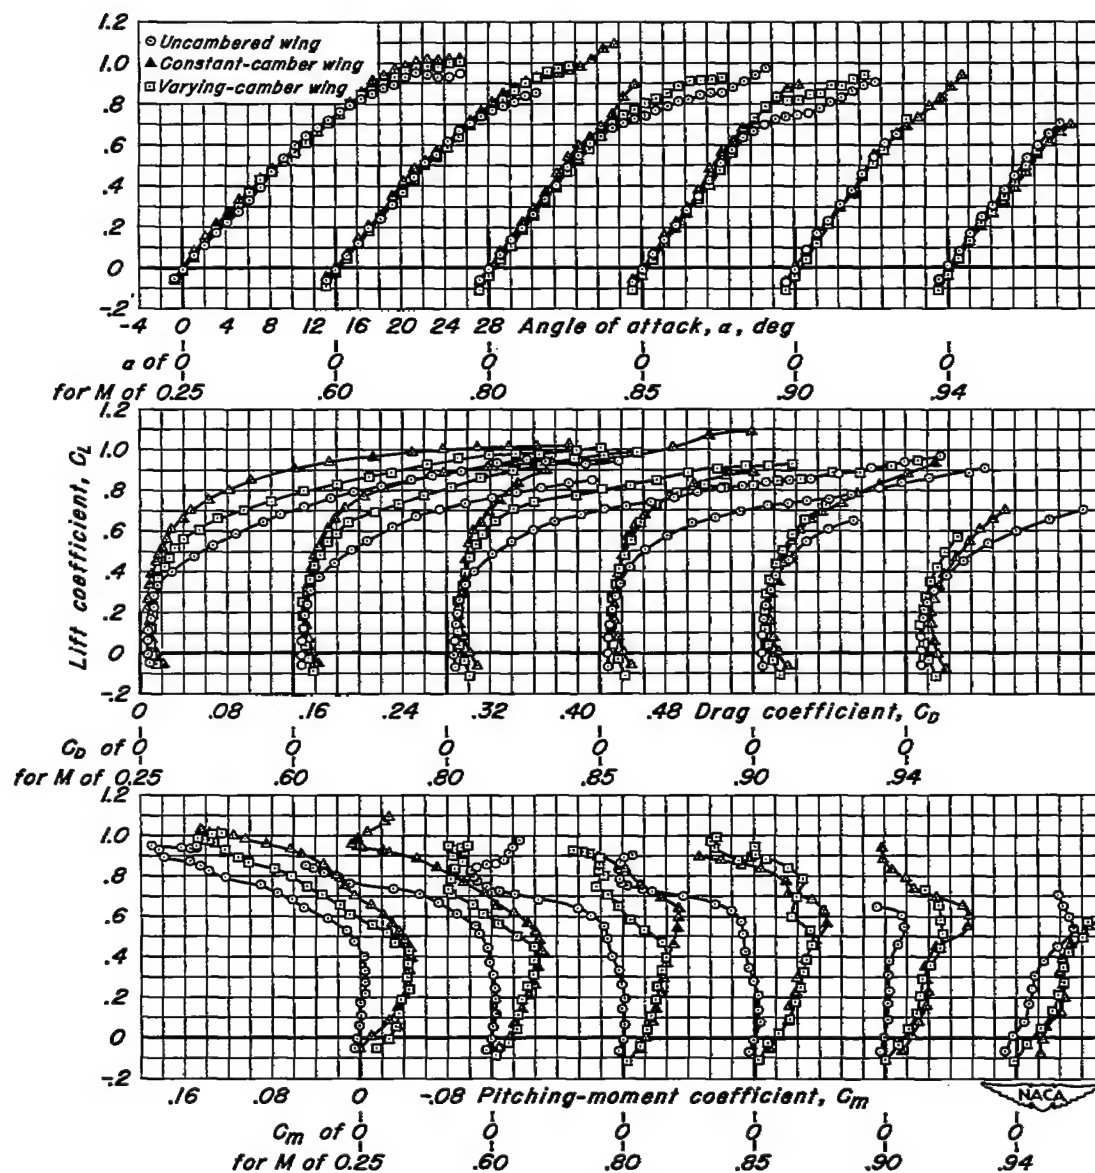 1.2
⊙ Uncambered wing
1.0
▲ Constant-camber wing
.8
⊡ Varying-camber wing
.6
.4
.2
0
-.2
-4 0 4 8 12 16 20 24 28 Angle of attack, α, deg
α of 0 0 0 0 0 0
for M of 0.25 .60 .80 .85 .90 .94
Lift coefficient, C_L
1.2
1.0
.8
.6
.4
.2
0
-.2
0 .08 .16 .24 .32 .40 .48 Drag coefficient, C_D
C_D of 0 0 0 0 0 0
for M of 0.25 .60 .80 .85 .90 .94
1.2
1.0
.8
.6
.4
.2
0
-.2
.16 .08 0 -.08 Pitching-moment coefficient, C_m
NACA
C_m of 0 0 0 0 0 0
for M of 0.25 .60 .80 .85 .90 .94